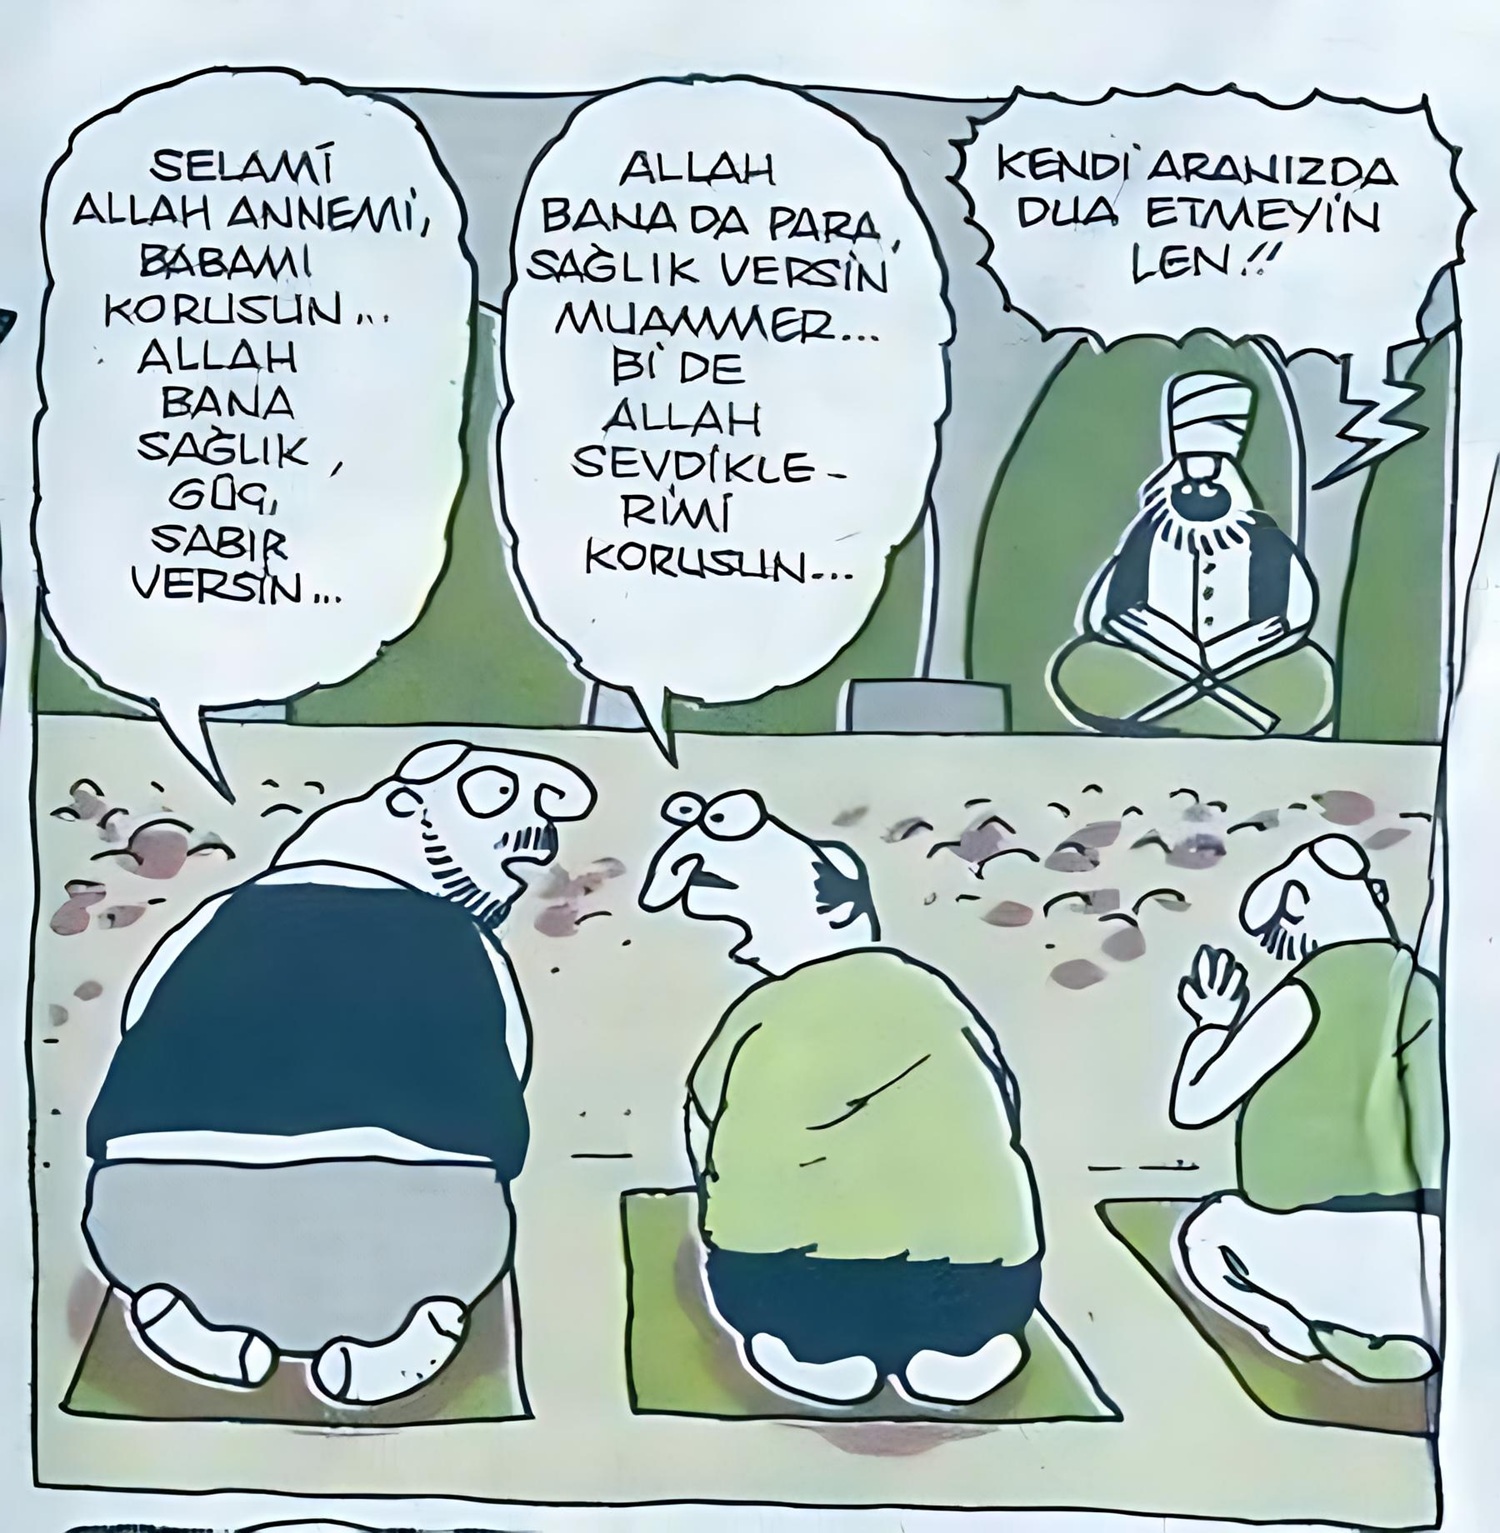 SELAMİ
ALLAH ANNEMİ,
BABAMI
KORUSUN...
ALLAH
BANA
SAĞLIK,
GÜÇ,
SABIR
VERSİN...
ALLAH
BANA DA PARA,
SAĞLIK VERSİN
MUAMMER...
Bİ DE
ALLAH
SEVDİKLE-
RİMİ
KORUSUN...
KENDİ ARANIZDA
DUA ETMEYİN
LEN!!